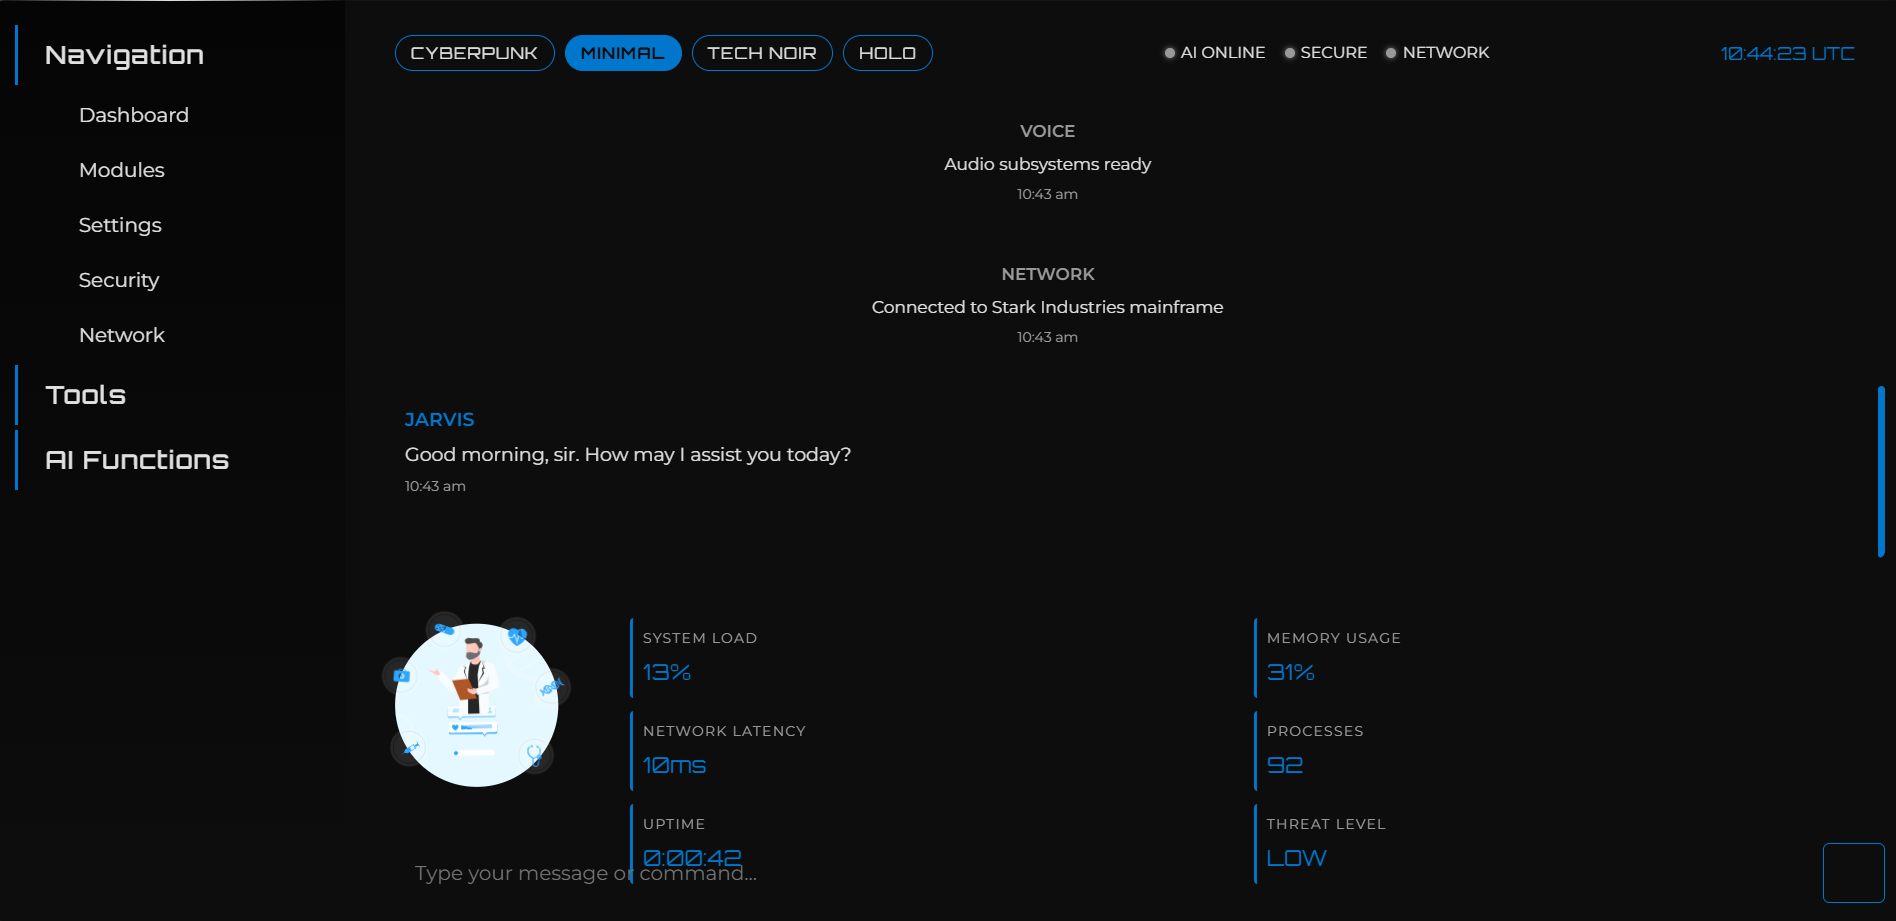 Navigation
Dashboard
Modules
Settings
Security
Network
Tools
AI Functions
CYBERPUNK MINIMAL TECH NOIR HOLO AI ONLINE SECURE NETWORK 10:44:23 UTC
VOICE
Audio subsystems ready
10:43 am
NETWORK
Connected to Stark Industries mainframe
10:43 am
JARVIS
Good morning, sir. How may I assist you today?
10:43 am
SYSTEM LOAD
13%
MEMORY USAGE
31%
NETWORK LATENCY
10ms
PROCESSES
92
UPTIME
0:00:42
THREAT LEVEL
LOW
Type your message or command...